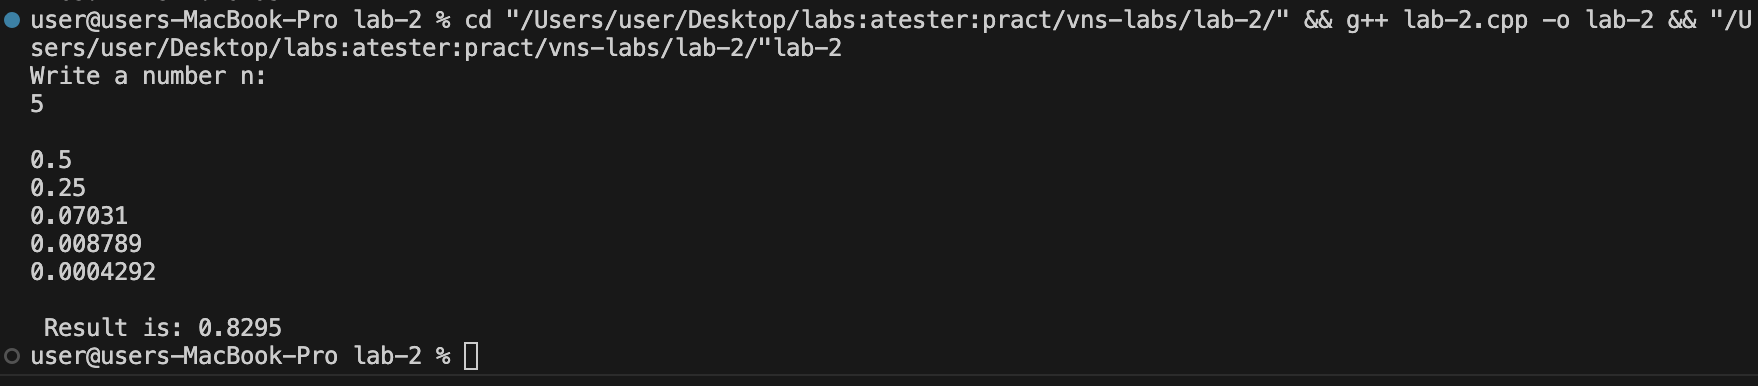 user@users-MacBook-Pro lab-2 % cd "/Users/user/Desktop/labs:atester:pract/vns-labs/lab-2/" && g++ lab-2.cpp -o lab-2 && "/U
sers/user/Desktop/labs:atester:pract/vns-labs/lab-2/"lab-2
Write a number n:
5
0.5
0.25
0.07031
0.008789
0.0004292
Result is: 0.8295
user@users-MacBook-Pro lab-2 %